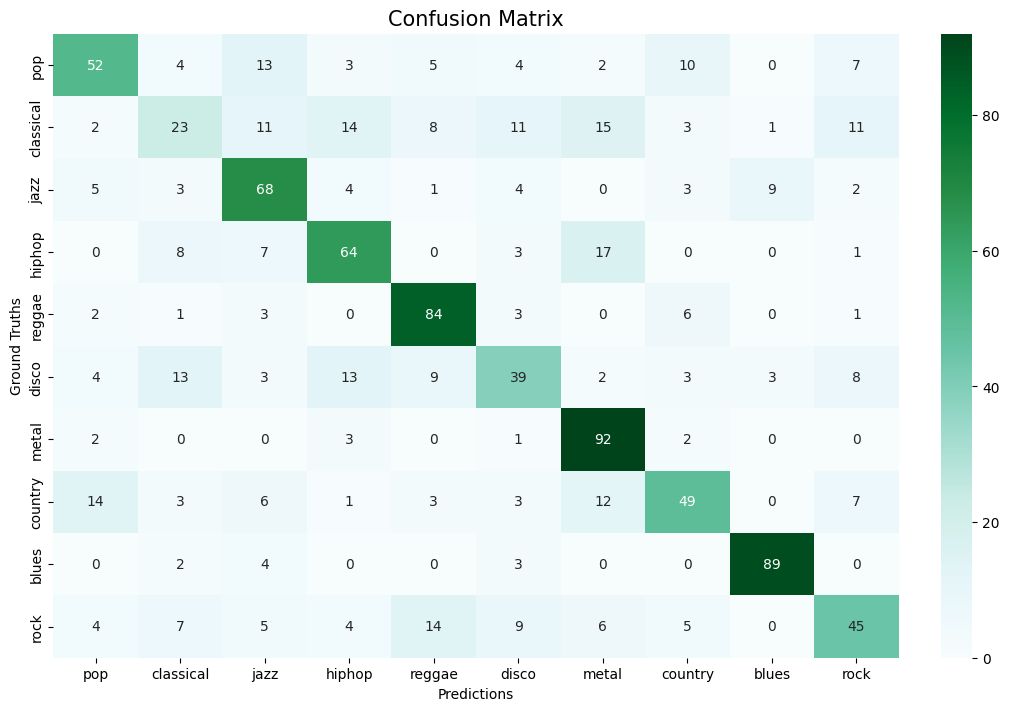 Confusion Matrix
Ground Truths
pop 52 4 13 3 5 4 2 10 0 7
classical 2 23 11 14 8 11 15 3 1 11
jazz 5 3 68 4 1 4 0 3 9 2
hiphop 0 8 7 64 0 3 17 0 0 1
reggae 2 1 3 0 84 3 0 6 0 1
disco 4 13 3 13 9 39 2 3 3 8
metal 2 0 0 3 0 1 92 2 0 0
country 14 3 6 1 3 3 12 49 0 7
blues 0 2 4 0 0 3 0 0 89 0
rock 4 7 5 4 14 9 6 5 0 45
pop classical jazz hiphop reggae disco metal country blues rock
Predictions
80
60
40
20
0